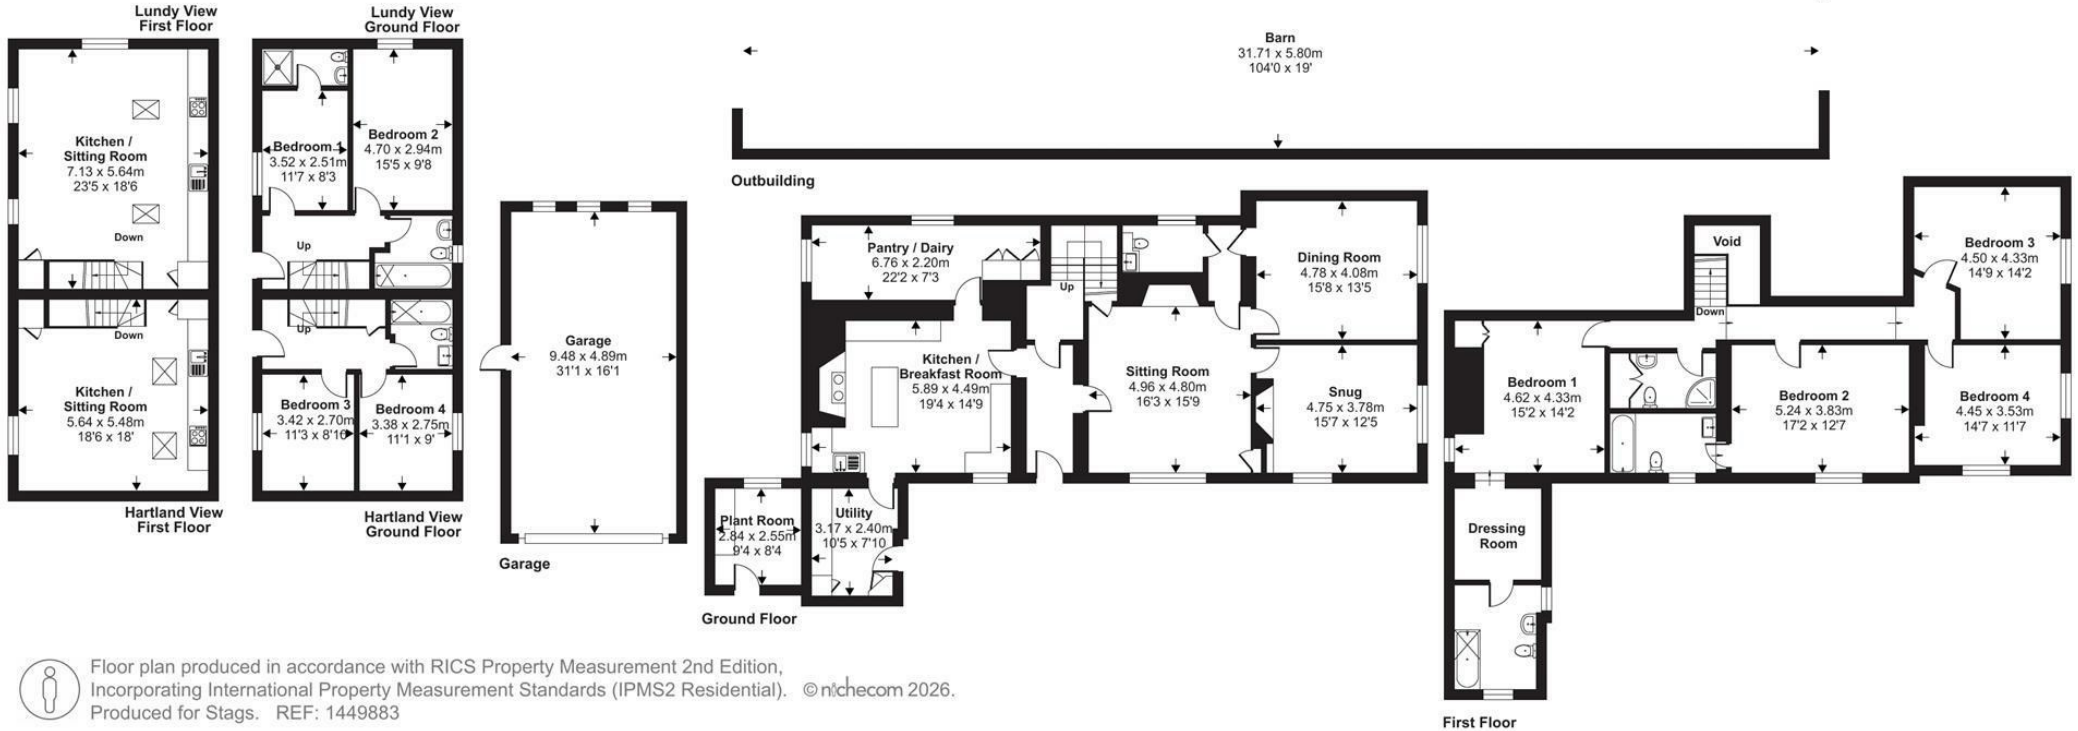 Lundy View
First Floor
Kitchen /
Sitting Room
7.13 x 5.64m
23'5 x 18'6
Down
Down
Kitchen /
Sitting Room
5.64 x 5.48m
18'6 x 18'
Hartland View
First Floor
Lundy View
Ground Floor
Bedroom 1
3.52 x 2.51m
11'7 x 8'3
Bedroom 2
4.70 x 2.94m
15'5 x 9'8
Up
Up
Bedroom 3
3.42 x 2.70m
11'3 x 8'10
Bedroom 4
3.38 x 2.75m
11'1 x 9'
Hartland View
Ground Floor
Garage
9.48 x 4.89m
31'1 x 16'1
Garage
Barn
31.71 x 5.80m
104'0 x 19'
Outbuilding
Pantry / Dairy
6.76 x 2.20m
22'2 x 7'3
Up
Dining Room
4.78 x 4.08m
15'8 x 13'5
Kitchen /
Breakfast Room
5.89 x 4.49m
19'4 x 14'9
Sitting Room
4.96 x 4.80m
16'3 x 15'9
Snug
4.75 x 3.78m
15'7 x 12'5
Plant Room
2.84 x 2.55m
9'4 x 8'4
Utility
3.17 x 2.40m
10'5 x 7'10
Ground Floor
Void
Down
Bedroom 3
4.50 x 4.33m
14'9 x 14'2
Bedroom 1
4.62 x 4.33m
15'2 x 14'2
Bedroom 2
5.24 x 3.83m
17'2 x 12'7
Bedroom 4
4.45 x 3.53m
14'7 x 11'7
Dressing
Room
First Floor
Floor plan produced in accordance with RICS Property Measurement 2nd Edition,
Incorporating International Property Measurement Standards (IPMS2 Residential). © nichecom 2026.
Produced for Stags. REF: 1449883